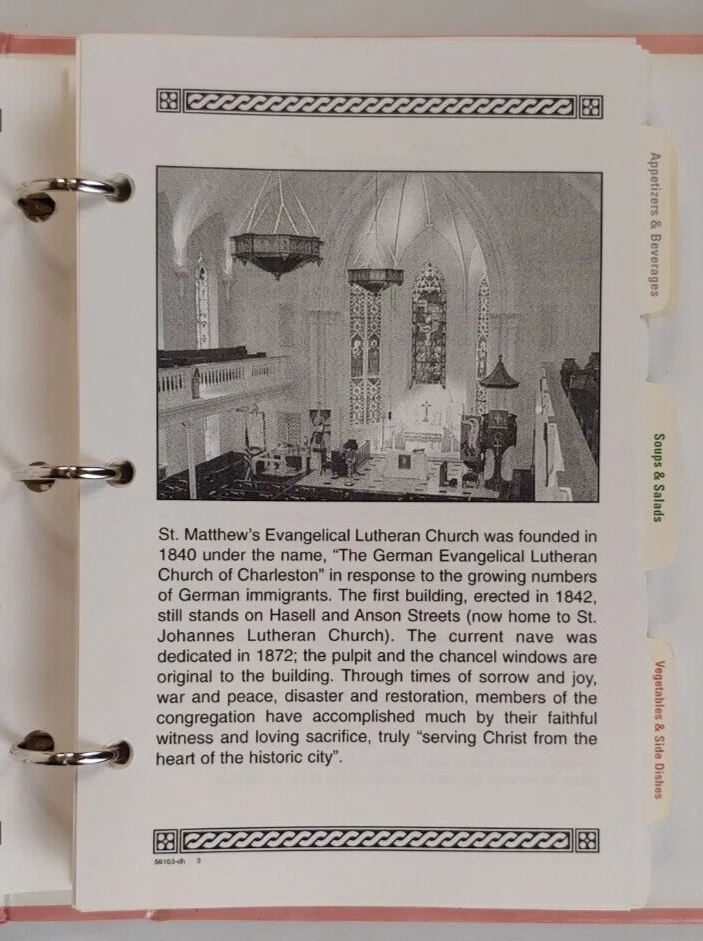 St. Matthew's Evangelical Lutheran Church was founded in
1840 under the name, “The German Evangelical Lutheran
Church of Charleston” in response to the growing numbers
of German immigrants. The first building, erected in 1842,
still stands on Hasell and Anson Streets (now home to St.
Johannes Lutheran Church). The current nave was
dedicated in 1872; the pulpit and the chancel windows are
original to the building. Through times of sorrow and joy,
war and peace, disaster and restoration, members of the
congregation have accomplished much by their faithful
witness and loving sacrifice, truly “serving Christ from the
heart of the historic city”.
56163-dh 3
Appetizers & Beverages
Soups & Salads
Vegetables & Side Dishes